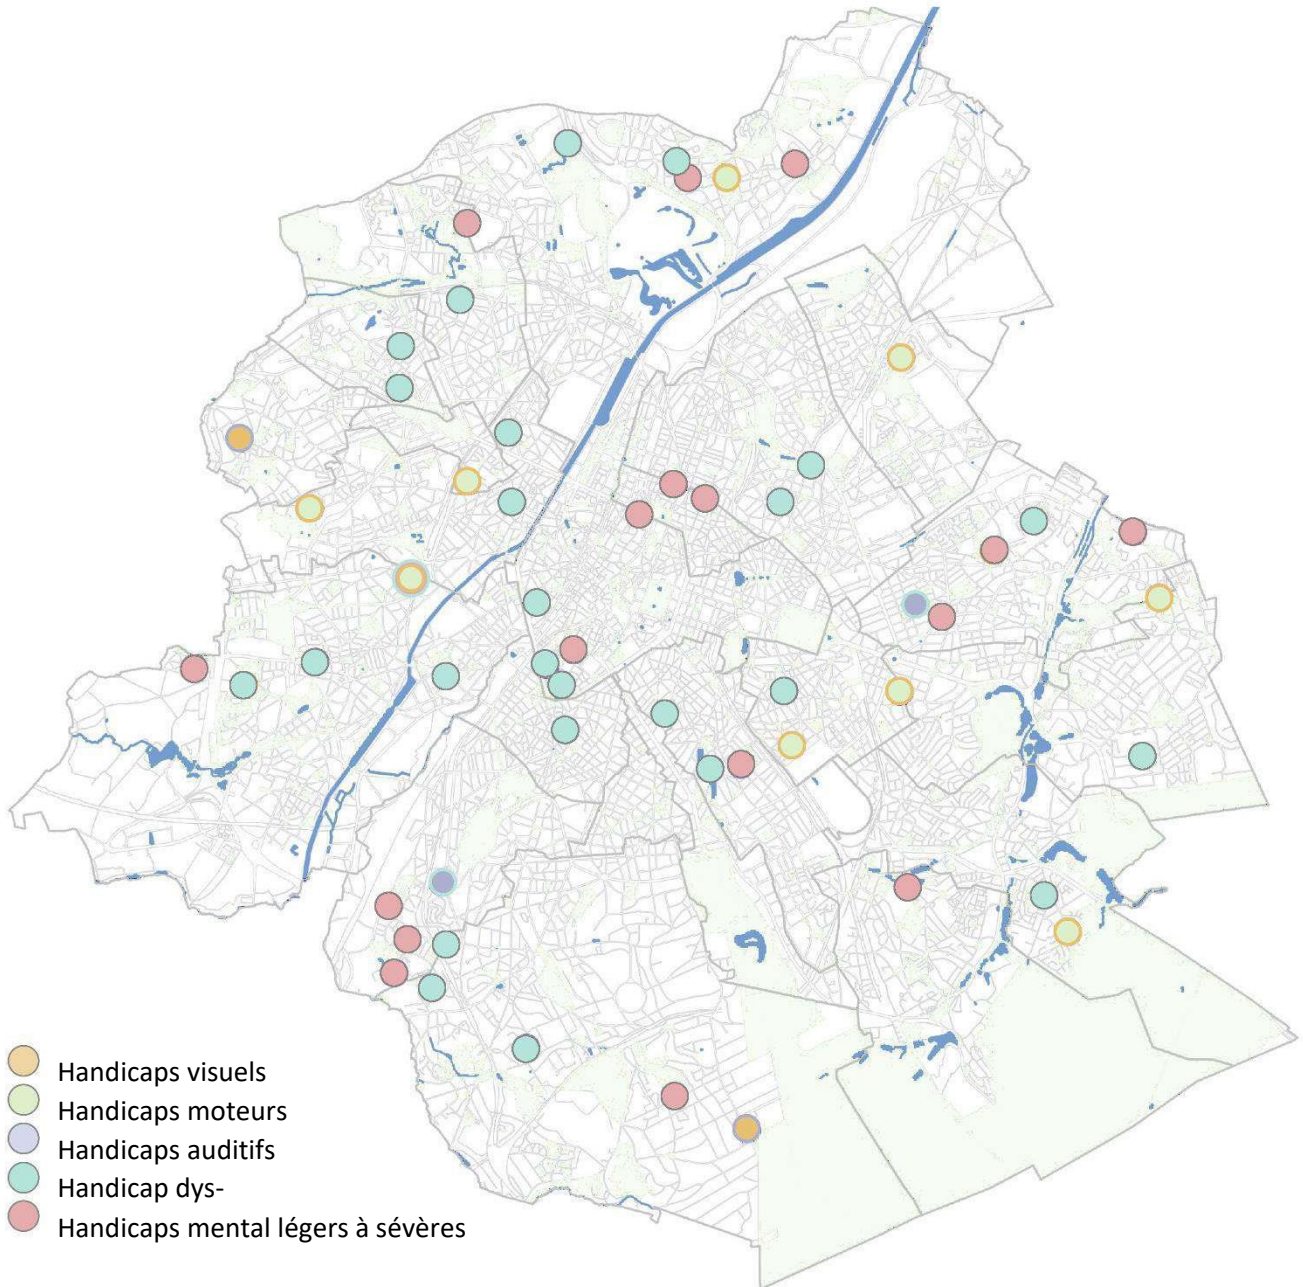 Handicaps visuels
Handicaps moteurs
Handicaps auditifs
Handicap dys-
Handicaps mental légers à sévères